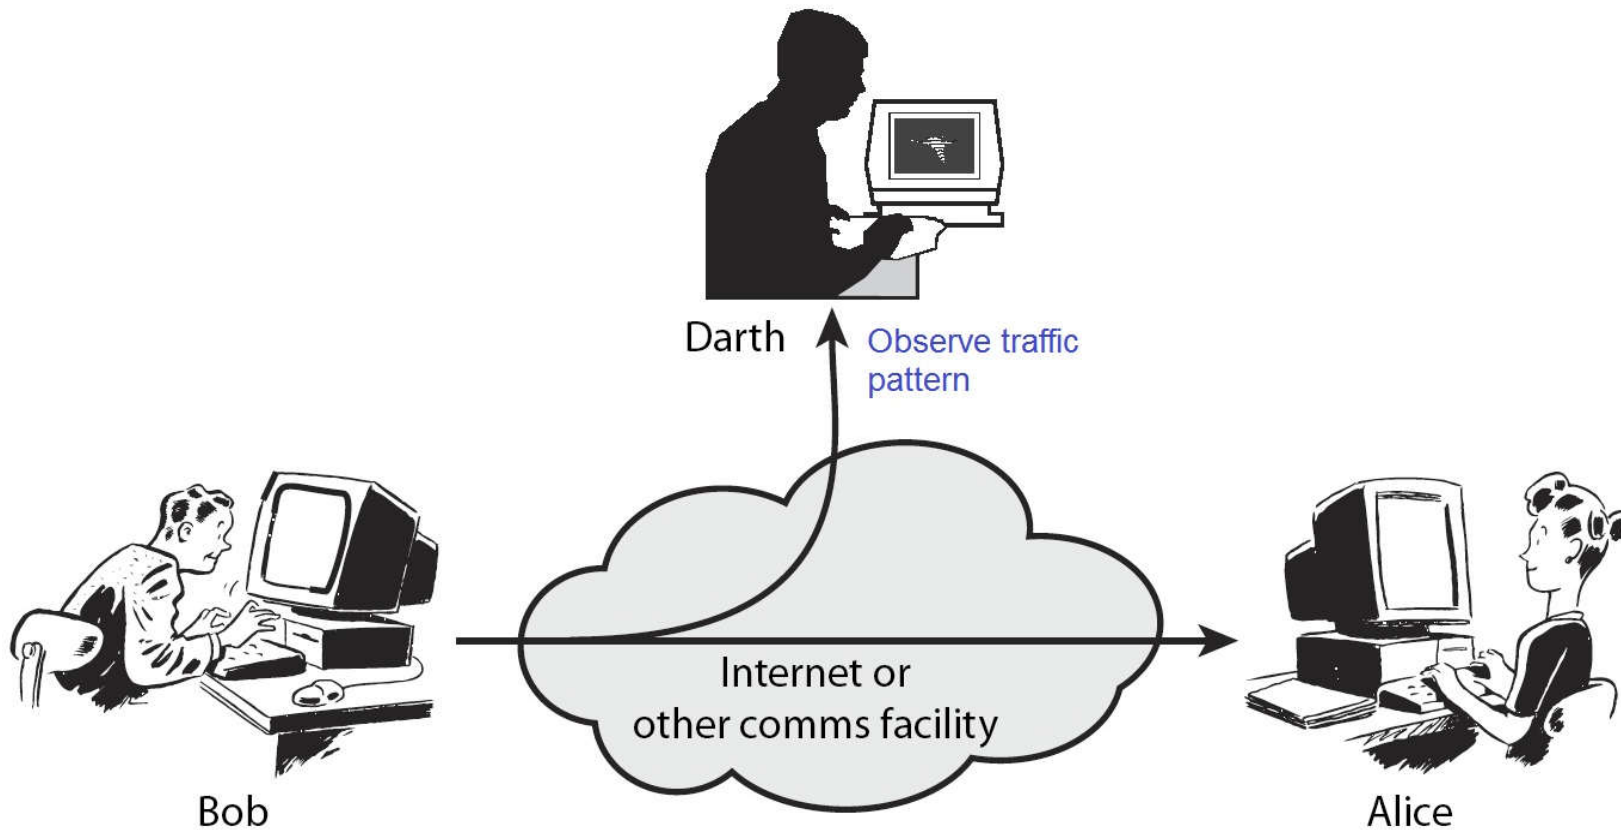 Darth
Observe traffic
pattern
Internet or
other comms facility
Bob
Alice